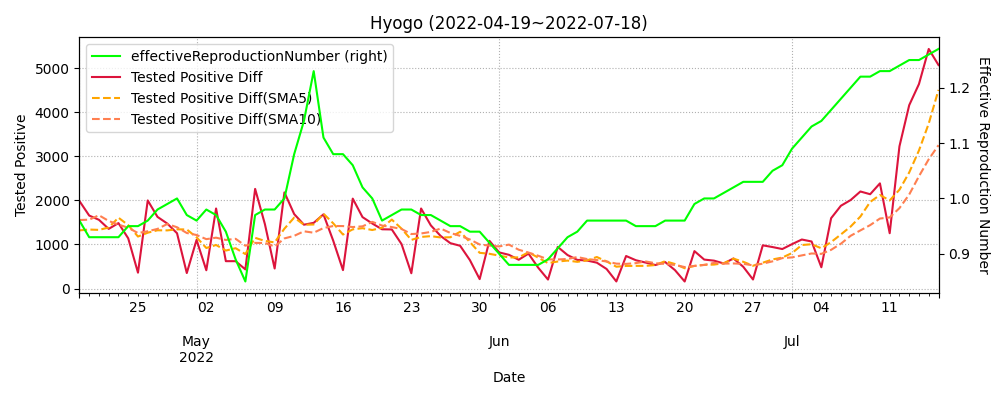 Hyogo (2022-04-19~2022-07-18)
effectiveReproductionNumber (right)
Tested Positive Diff
Tested Positive Diff(SMA5)
Tested Positive Diff(SMA10)
Tested Positive
5000
4000
3000
2000
1000
0
1.2
1.1
1.0
0.9
Effective Reproduction Number
25 02 09 16 23 30 06 13 20 27 04 11
May Jun Jul
2022
Date